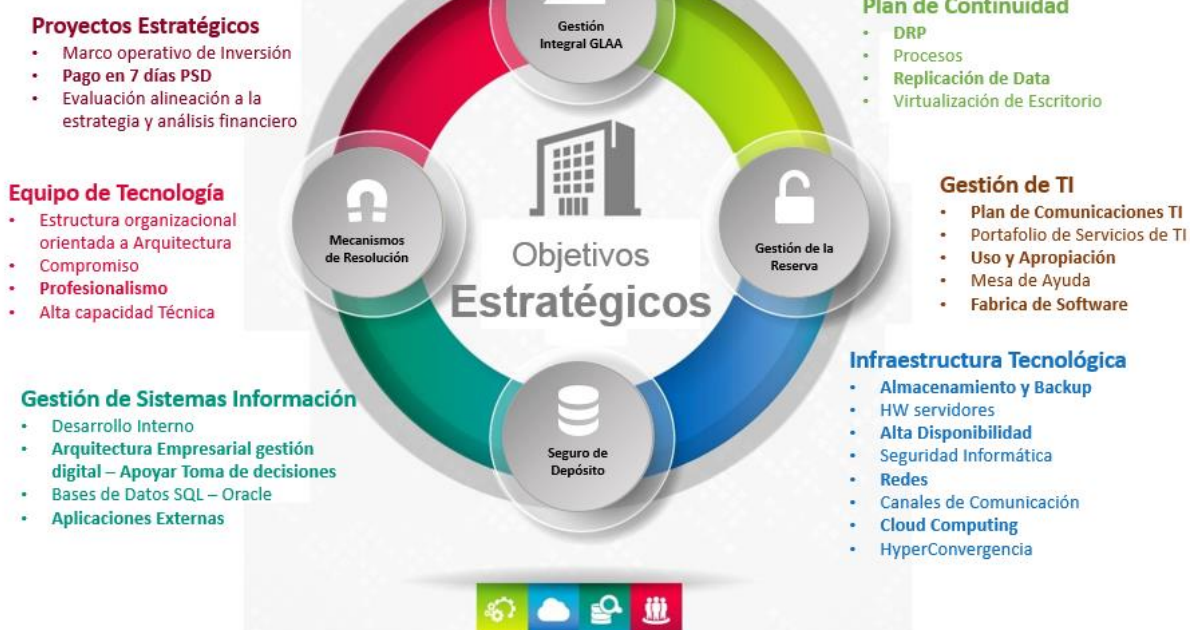 Proyectos Estratégicos
• Marco operativo de Inversión
• Pago en 7 días PSD
• Evaluación alineación a la
estrategia y análisis financiero
Equipo de Tecnología
• Estructura organizacional
orientada a Arquitectura
• Compromiso
• Profesionalismo
• Alta capacidad Técnica
Gestión de Sistemas Información
• Desarrollo Interno
• Arquitectura Empresarial gestión
digital – Apoyar Toma de decisiones
• Bases de Datos SQL – Oracle
• Aplicaciones Externas
Gestión
Integral GLAA
Mecanismos
de Resolución
Objetivos
Estratégicos
Gestión de la
Reserva
Seguro de
Depósito
Plan de Continuidad
• DRP
• Procesos
• Replicación de Data
• Virtualización de Escritorio
Gestión de TI
• Plan de Comunicaciones TI
• Portafolio de Servicios de TI
• Uso y Apropiación
• Mesa de Ayuda
• Fabrica de Software
Infraestructura Tecnológica
• Almacenamiento y Backup
• HW servidores
• Alta Disponibilidad
• Seguridad Informática
• Redes
• Canales de Comunicación
• Cloud Computing
• HyperConvergencia